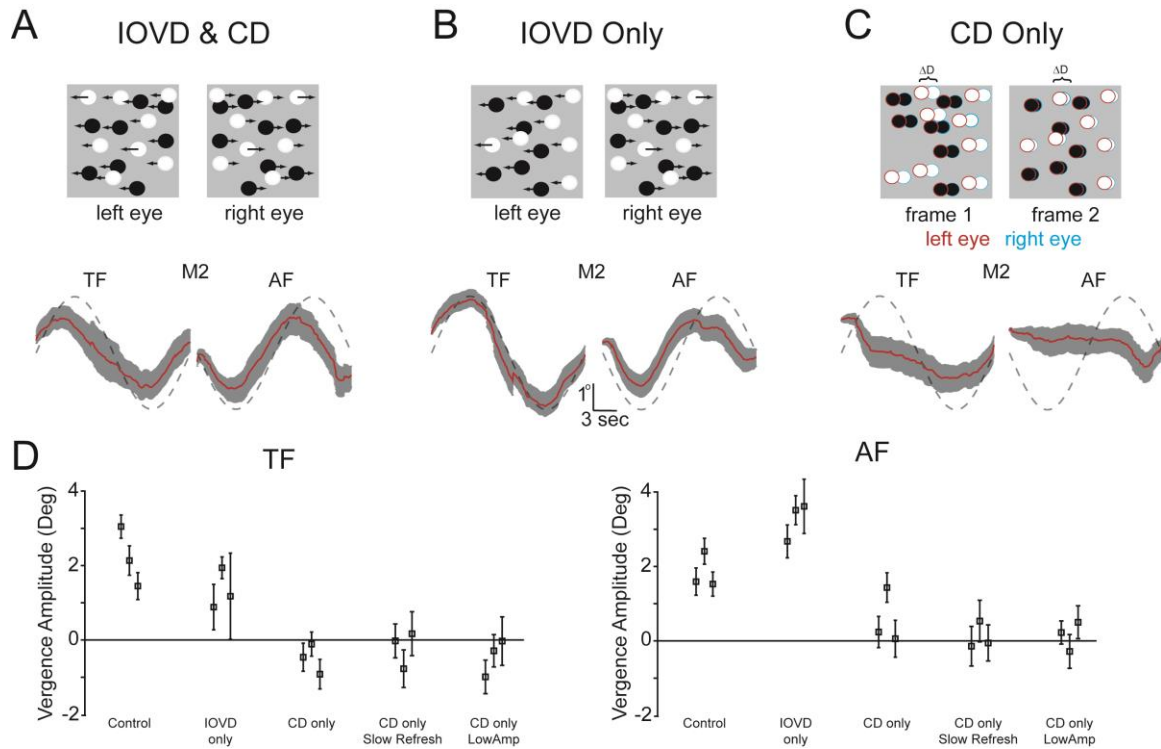 A IOVD & CD
B IOVD Only
C CD Only
ΔD ΔD
left eye right eye
left eye right eye
frame 1 frame 2
left eye right eye
TF M2 AF
TF M2 AF
TF M2 AF
1°
3 sec
D TF
Vergence Amplitude (Deg)
4
2
0
-2
Control
IOVD
only
CD only
CD only
Slow Refresh
CD only
LowAmp
AF
Vergence Amplitude (Deg)
4
2
0
-2
Control
IOVD
only
CD only
CD only
Slow Refresh
CD only
LowAmp